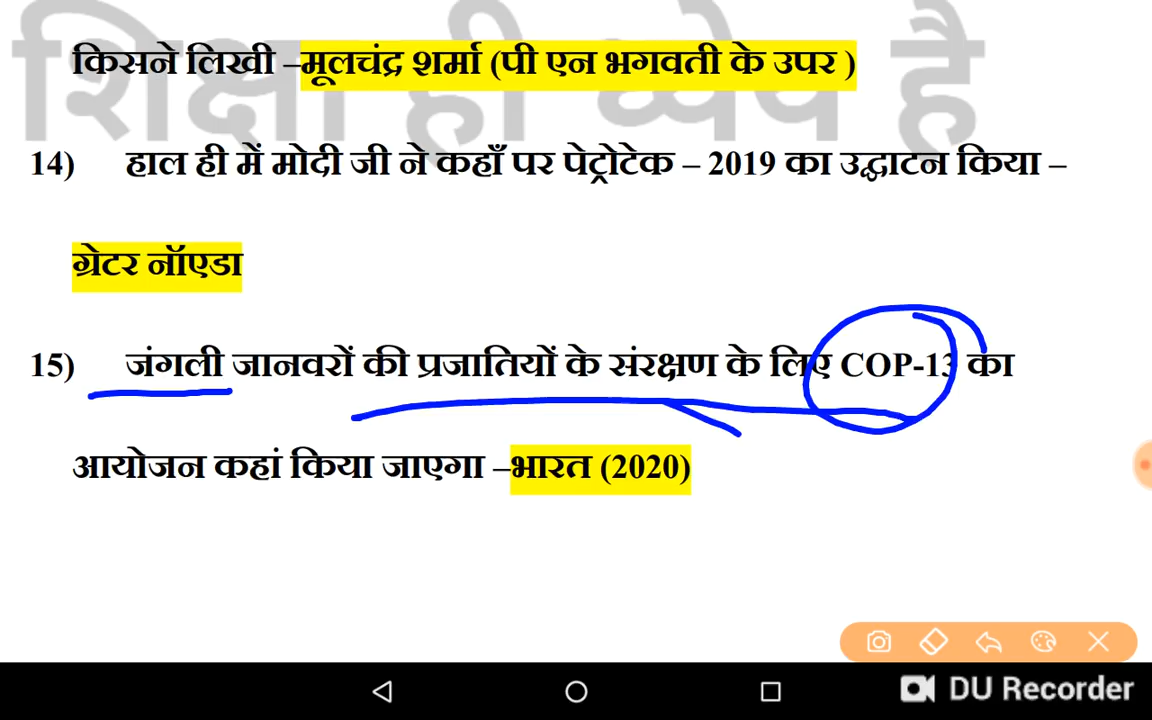 शिक्षा ही ध्येय है
किसने लिखी –मूलचंद्र शर्मा (पी एन भगवती के उपर )
14) हाल ही में मोदी जी ने कहाँ पर पेट्रोटेक – 2019 का उद्घाटन किया –
ग्रेटर नॉएडा
15) जंगली जानवरों की प्रजातियों के संरक्षण के लिए COP-13 का
आयोजन कहां किया जाएगा –भारत (2020)
DU Recorder